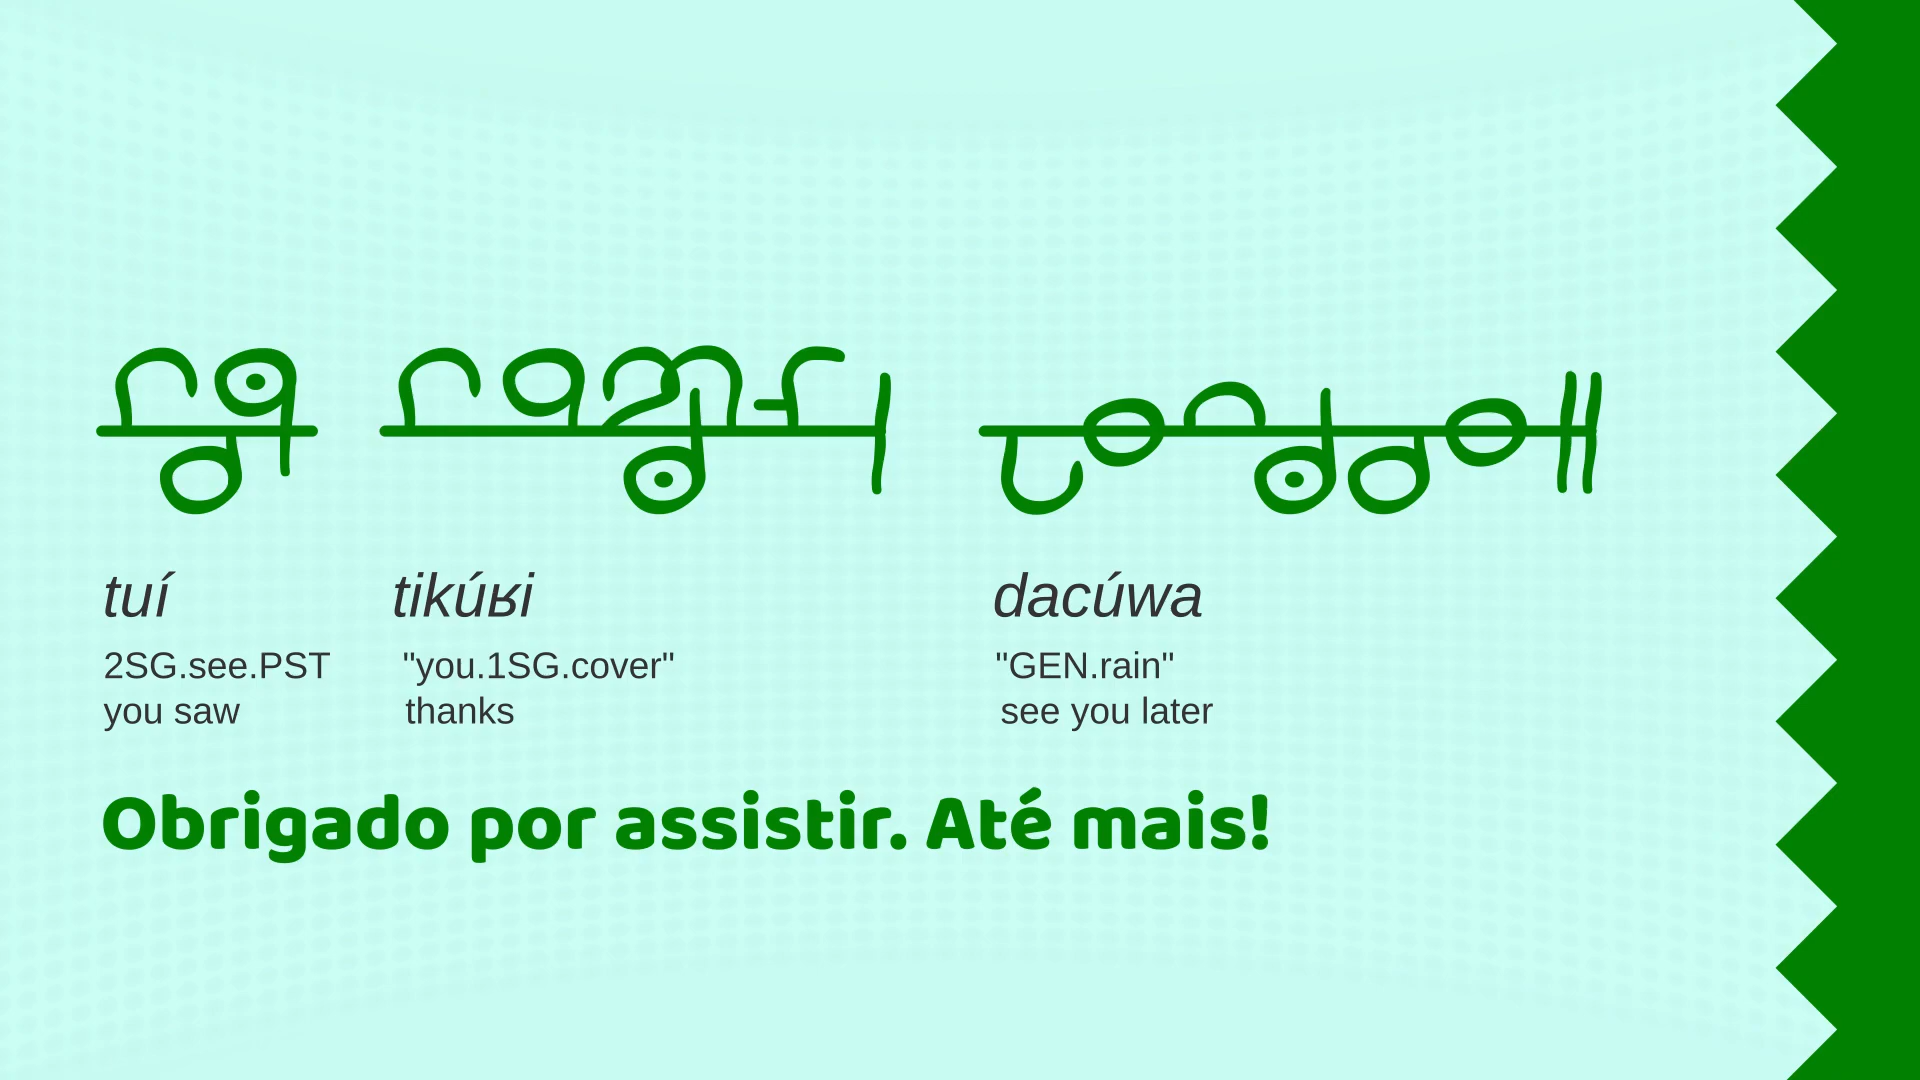 tuí tikúʁi dacúwa
2SG.see.PST "you.1SG.cover" "GEN.rain"
you saw thanks see you later
Obrigado por assistir. Até mais!